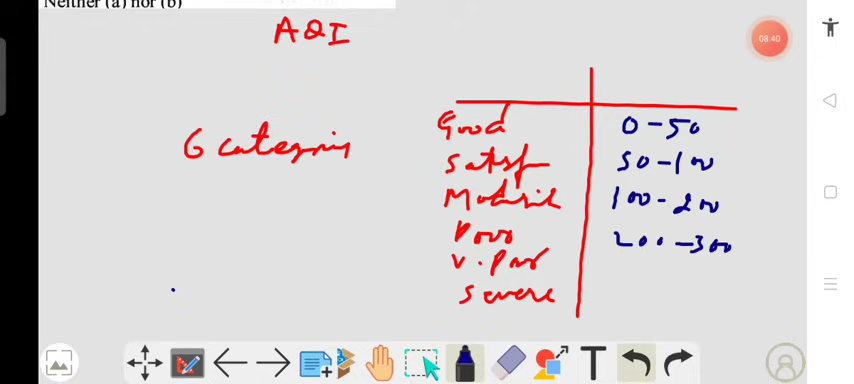 Neither (a) nor (b)
AQI
08:40
6 categories
Good 0-50
Satisf 50-100
Moderate 100-200
Poor 200-300
V. Poor
Severe
T